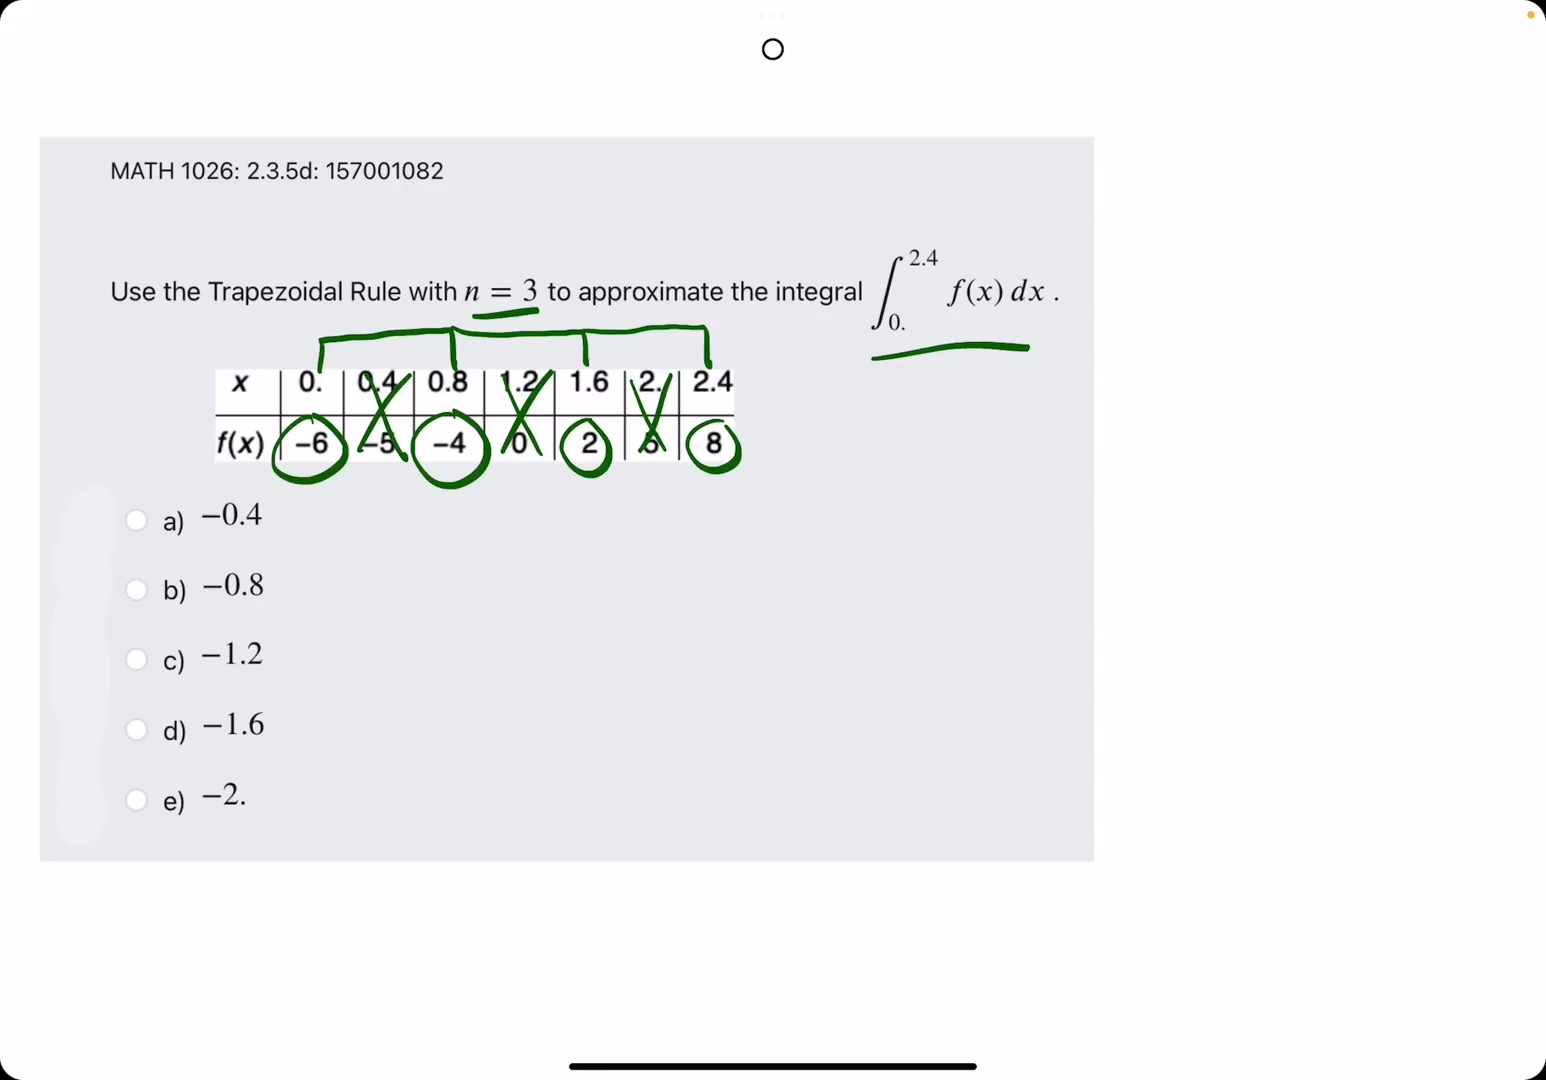 MATH 1026: 2.3.5d: 157001082
Use the Trapezoidal Rule with n = 3 to approximate the integral ∫₀.^2.4 f(x) dx .
x 0. 0.4 0.8 1.2 1.6 2. 2.4
f(x) −6 −5 −4 0 2 5 8
a) −0.4
b) −0.8
c) −1.2
d) −1.6
e) −2.